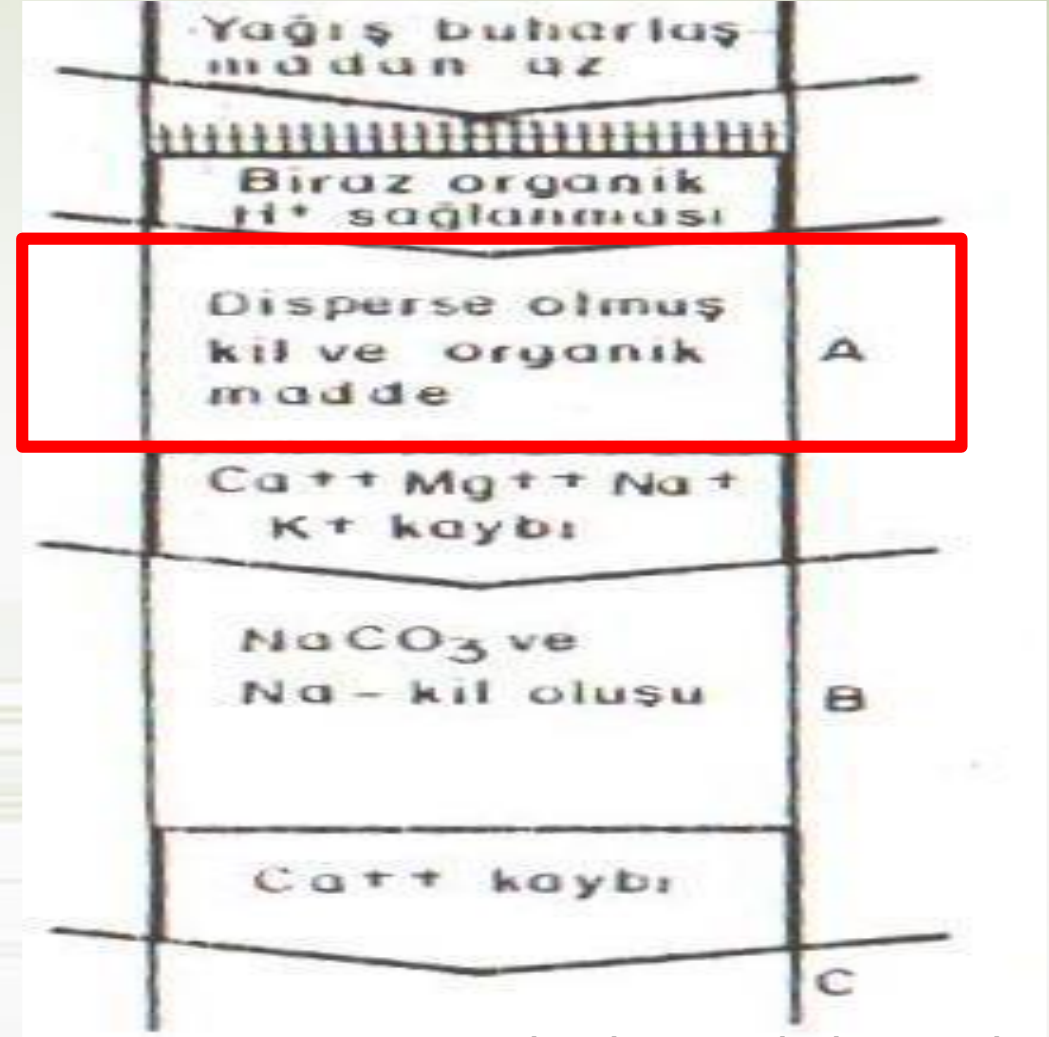 Yağış buharlaş
madan az
Biraz organik
H+ sağlanması
Disperse olmuş
kil ve organik
madde
A
Ca++ Mg++ Na+
K+ kaybı
NaCO3 ve
Na-kil oluşu
B
Ca++ kaybı
C